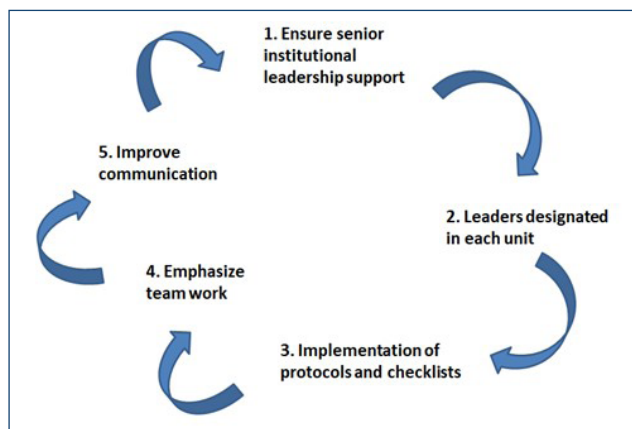 1. Ensure senior
institutional
leadership support
2. Leaders designated
in each unit
3. Implementation of
protocols and checklists
4. Emphasize
team work
5. Improve
communication